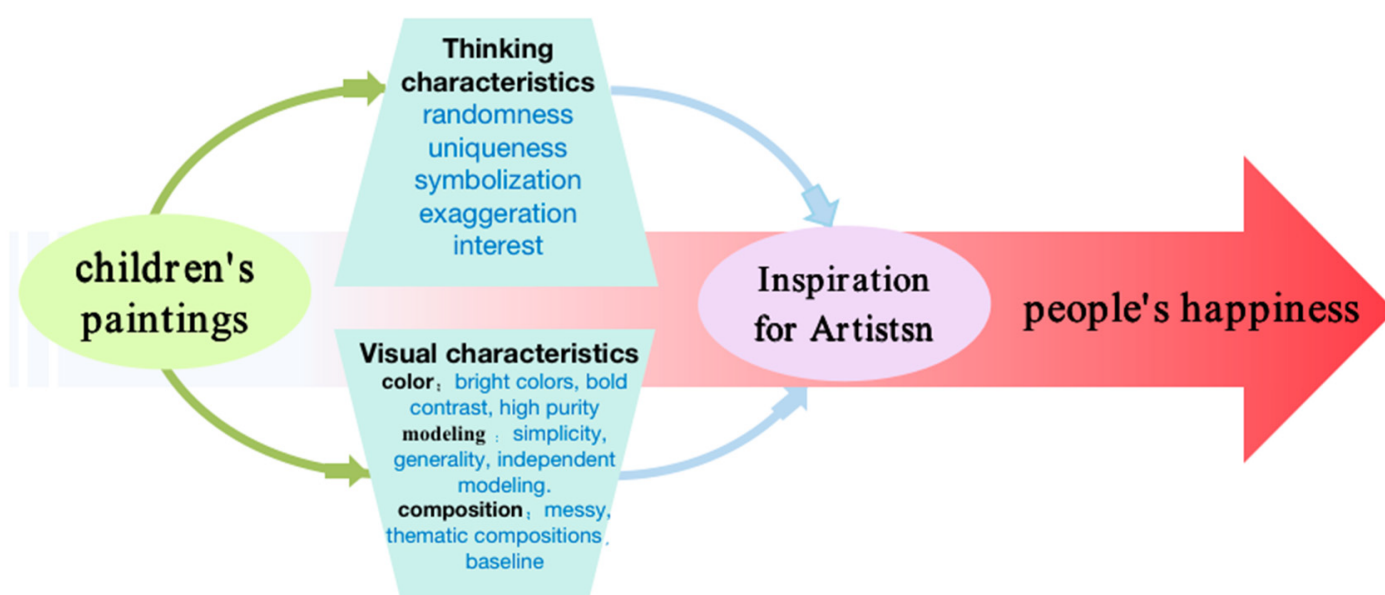 children's
paintings
Thinking
characteristics
randomness
uniqueness
symbolization
exaggeration
interest
Visual characteristics
color：bright colors, bold
contrast, high purity
modeling：simplicity,
generality, independent
modeling.
composition：messy,
thematic compositions，
baseline
Inspiration
for Artistsn
people's happiness